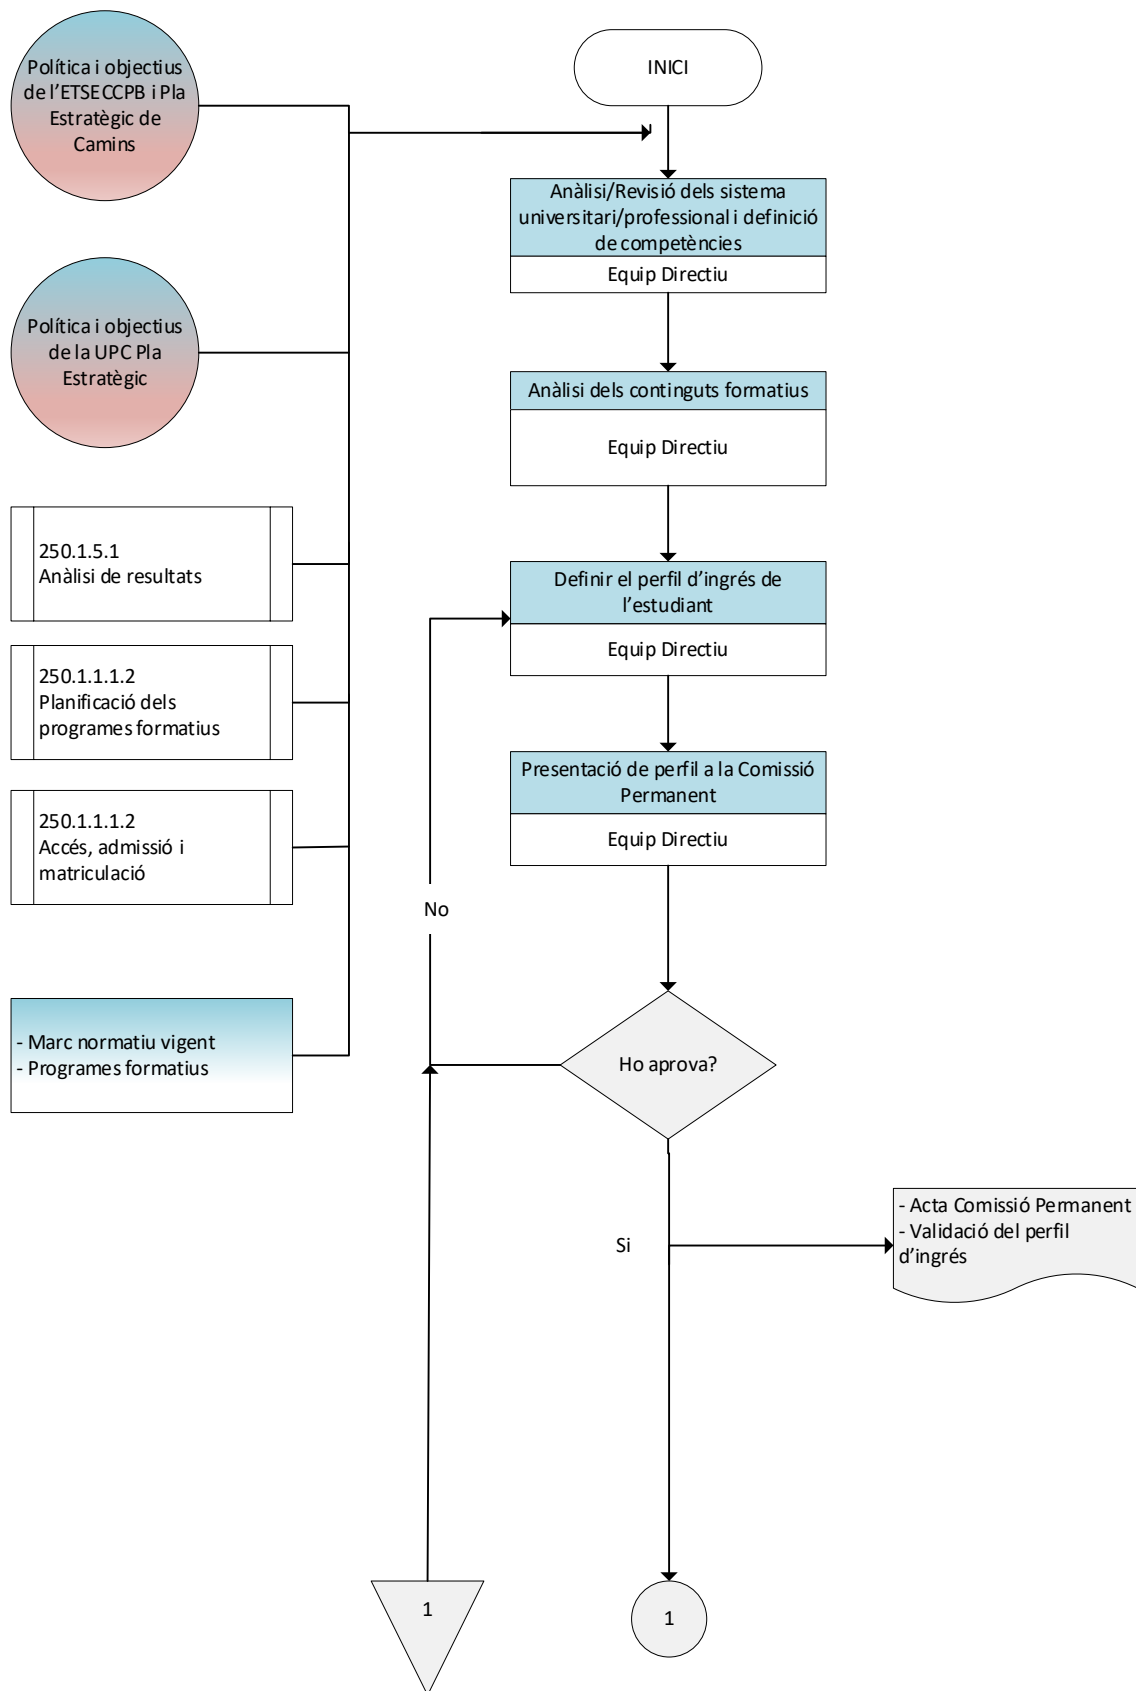 Política i objectius
de l'ETSECCPB i Pla
Estratègic de
Camins
INICI
Anàlisi/Revisió dels sistema
universitari/professional i definició
de competències
Equip Directiu
Política i objectius
de la UPC Pla
Estratègic
Anàlisi dels continguts formatius
Equip Directiu
250.1.5.1
Anàlisi de resultats
Definir el perfil d'ingrés de
l'estudiant
Equip Directiu
250.1.1.1.2
Planificació dels
programes formatius
Presentació de perfil a la Comissió
Permanent
Equip Directiu
250.1.1.1.2
Accés, admissió i
matriculació
No
- Marc normatiu vigent
- Programes formatius
Ho aprova?
- Acta Comissió Permanent
- Validació del perfil
d'ingrés
Si
1
1